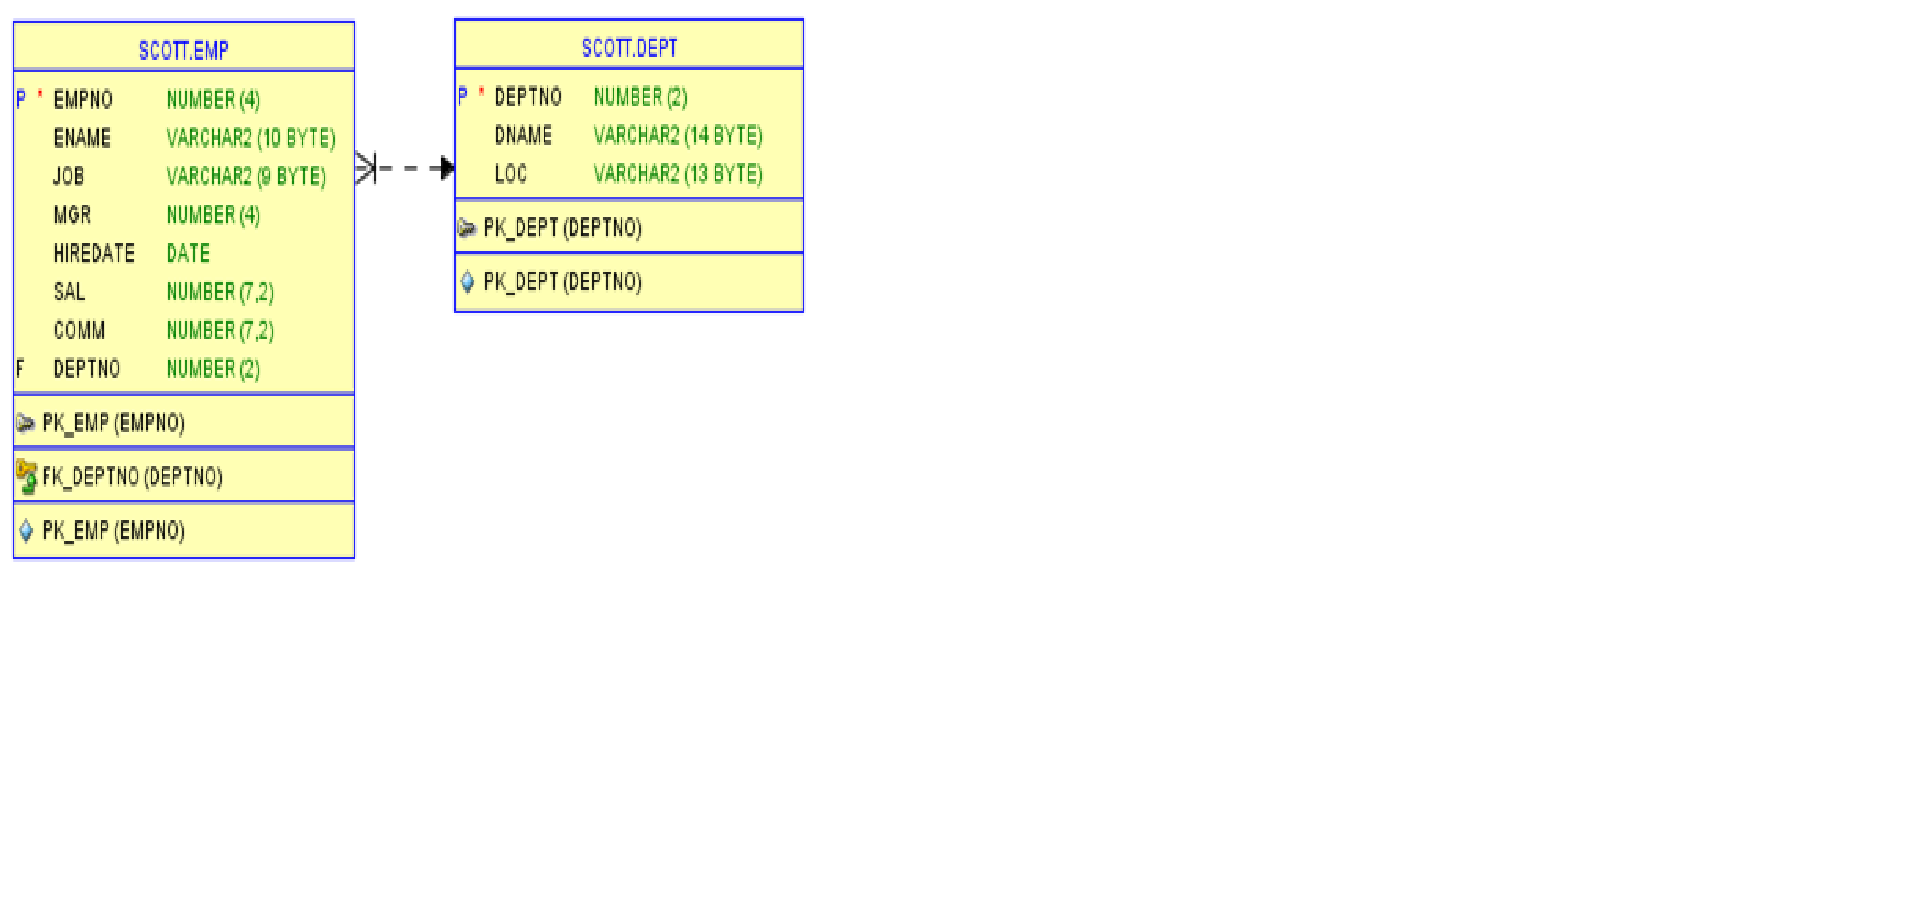 SCOTT.EMP
P * EMPNO NUMBER (4)
ENAME VARCHAR2 (10 BYTE)
JOB VARCHAR2 (9 BYTE)
MGR NUMBER (4)
HIREDATE DATE
SAL NUMBER (7,2)
COMM NUMBER (7,2)
F DEPTNO NUMBER (2)
PK_EMP (EMPNO)
FK_DEPTNO (DEPTNO)
PK_EMP (EMPNO)
SCOTT.DEPT
P * DEPTNO NUMBER (2)
DNAME VARCHAR2 (14 BYTE)
LOC VARCHAR2 (13 BYTE)
PK_DEPT (DEPTNO)
PK_DEPT (DEPTNO)